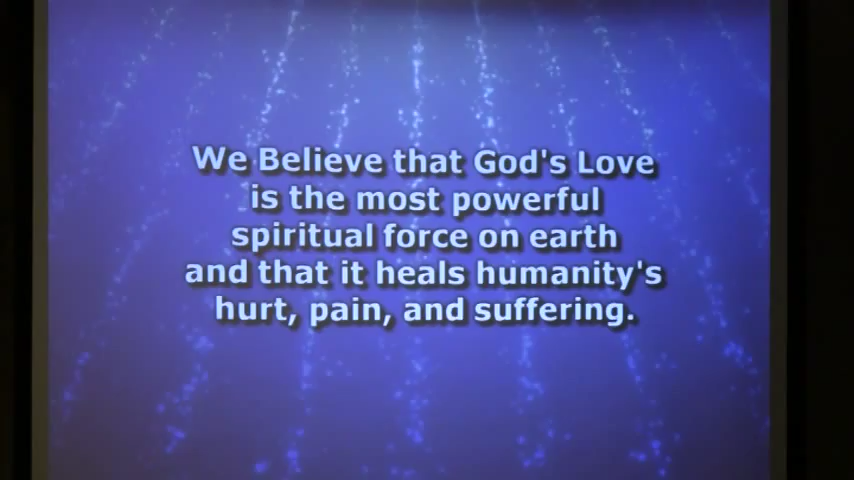 We Believe that God's Love
is the most powerful
spiritual force on earth
and that it heals humanity's
hurt, pain, and suffering.